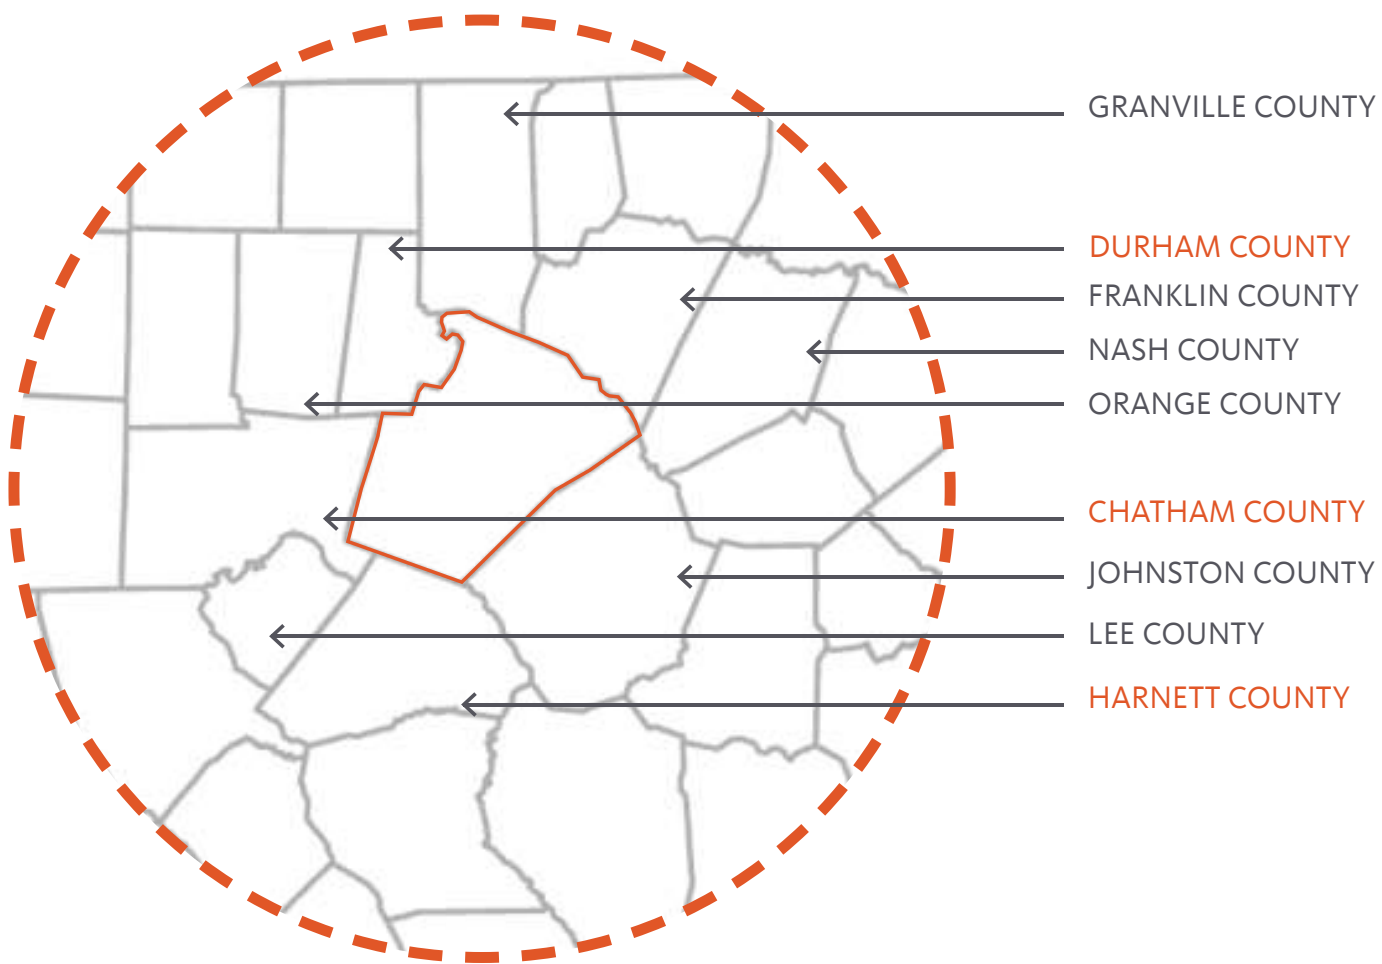 GRANVILLE COUNTY
DURHAM COUNTY
FRANKLIN COUNTY
NASH COUNTY
ORANGE COUNTY
CHATHAM COUNTY
JOHNSTON COUNTY
LEE COUNTY
HARNETT COUNTY